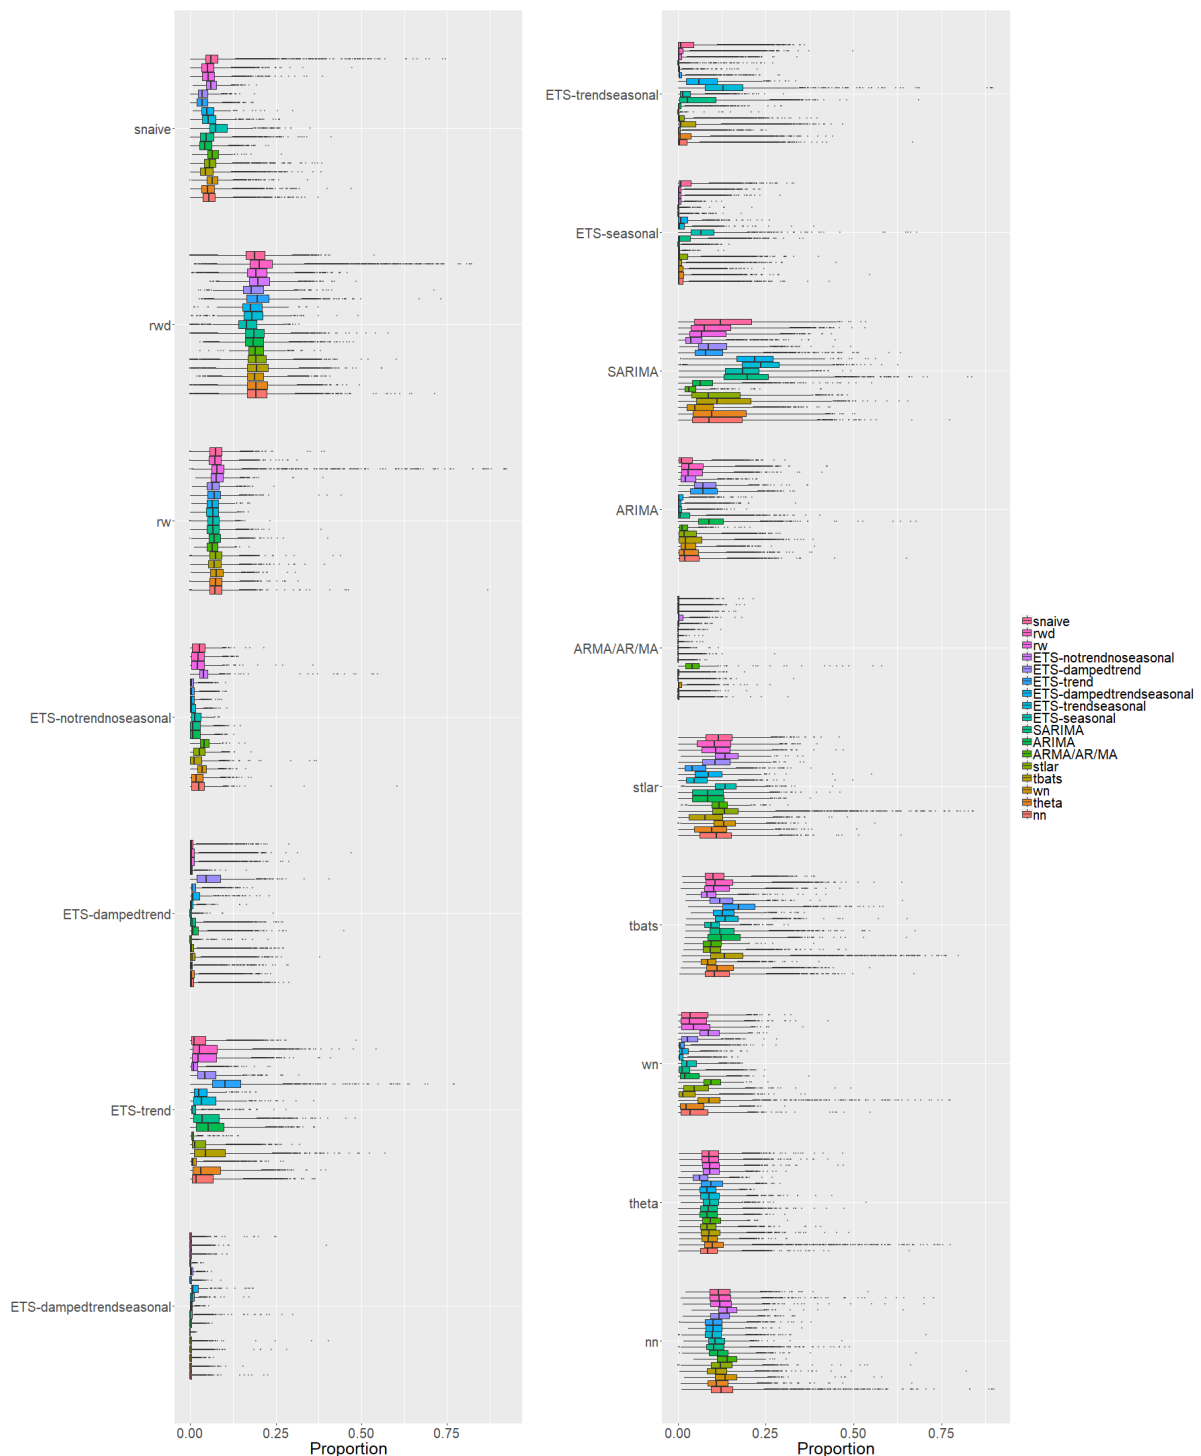 snaive
rwd
rw
ETS-notrendnoseasonal
ETS-dampedtrend
ETS-trend
ETS-dampedtrendseasonal
0.00 0.25 0.50 0.75
Proportion
ETS-trendseasonal
ETS-seasonal
SARIMA
ARIMA
ARMA/AR/MA
stlar
tbats
wn
theta
nn
0.00 0.25 0.50 0.75
Proportion
snaive
rwd
rw
ETS-notrendnoseasonal
ETS-dampedtrend
ETS-trend
ETS-dampedtrendseasonal
ETS-trendseasonal
ETS-seasonal
SARIMA
ARIMA
ARMA/AR/MA
stlar
tbats
wn
theta
nn